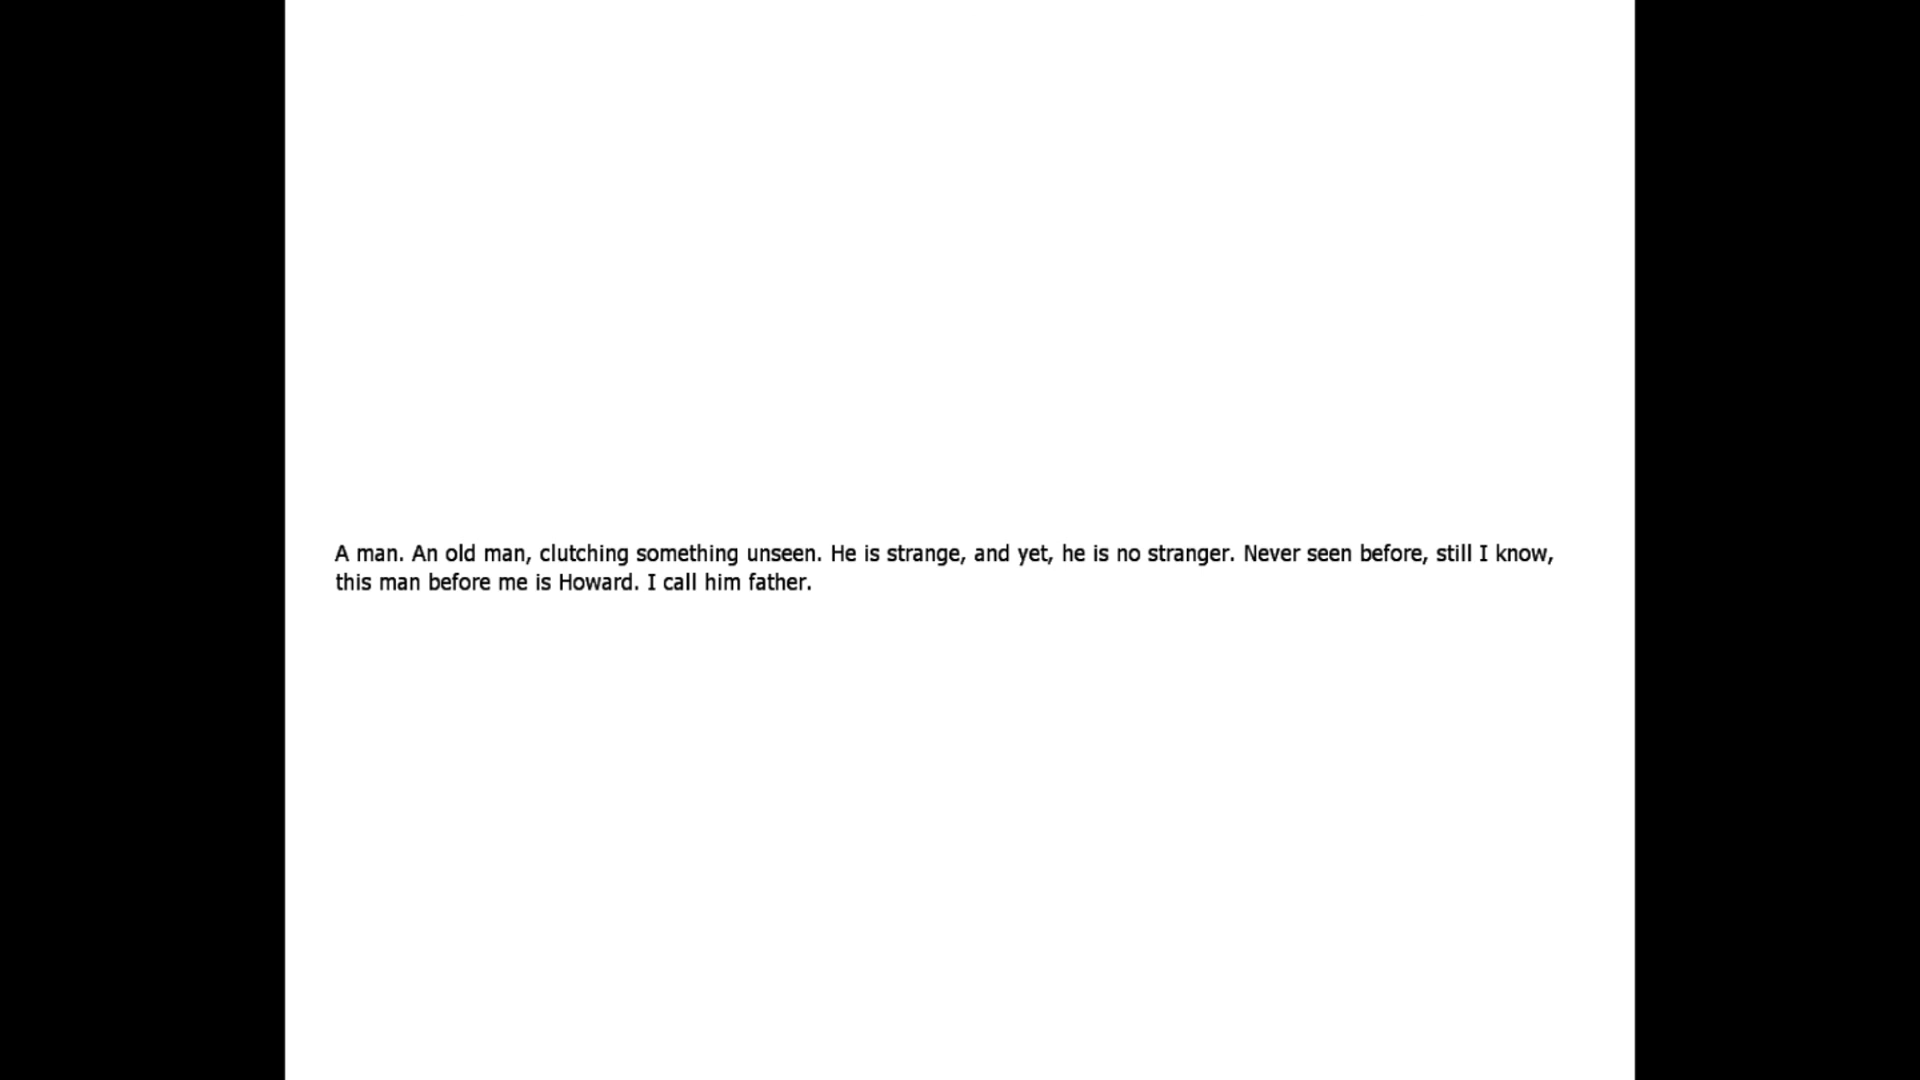 A man. An old man, clutching something unseen. He is strange, and yet, he is no stranger. Never seen before, still I know,
this man before me is Howard. I call him father.